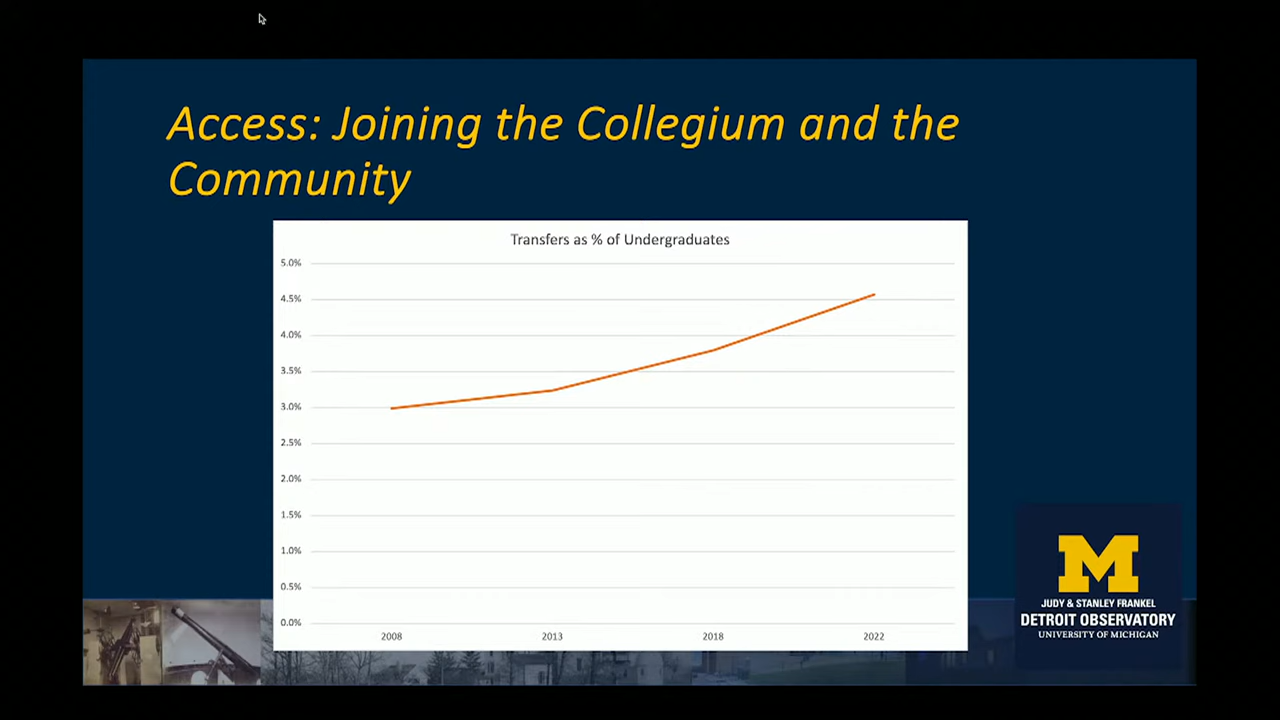 Access: Joining the Collegium and the
Community
Transfers as % of Undergraduates
5.0%
4.5%
4.0%
3.5%
3.0%
2.5%
2.0%
1.5%
1.0%
0.5%
0.0%
2008 2013 2018 2022
M
JUDY & STANLEY FRANKEL
DETROIT OBSERVATORY
UNIVERSITY OF MICHIGAN